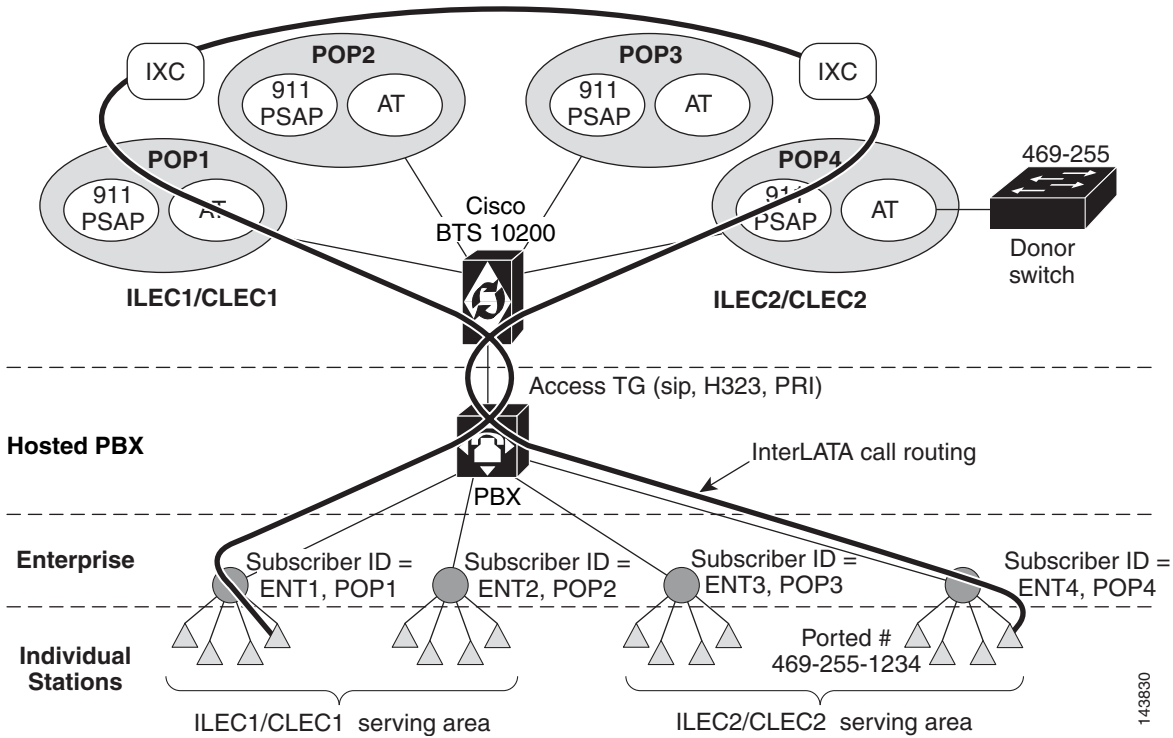 IXC
POP2
911
PSAP
AT
POP3
911
PSAP
AT
IXC
POP1
911
PSAP
AT
POP4
911
PSAP
AT
469-255
Donor
switch
Cisco
BTS 10200
ILEC1/CLEC1
ILEC2/CLEC2
Access TG (sip, H323, PRI)
Hosted PBX
InterLATA call routing
PBX
Enterprise
Subscriber ID =
ENT1, POP1
Subscriber ID =
ENT2, POP2
Subscriber ID =
ENT3, POP3
Subscriber ID =
ENT4, POP4
Individual
Stations
Ported #
469-255-1234
ILEC1/CLEC1 serving area
ILEC2/CLEC2 serving area
143830